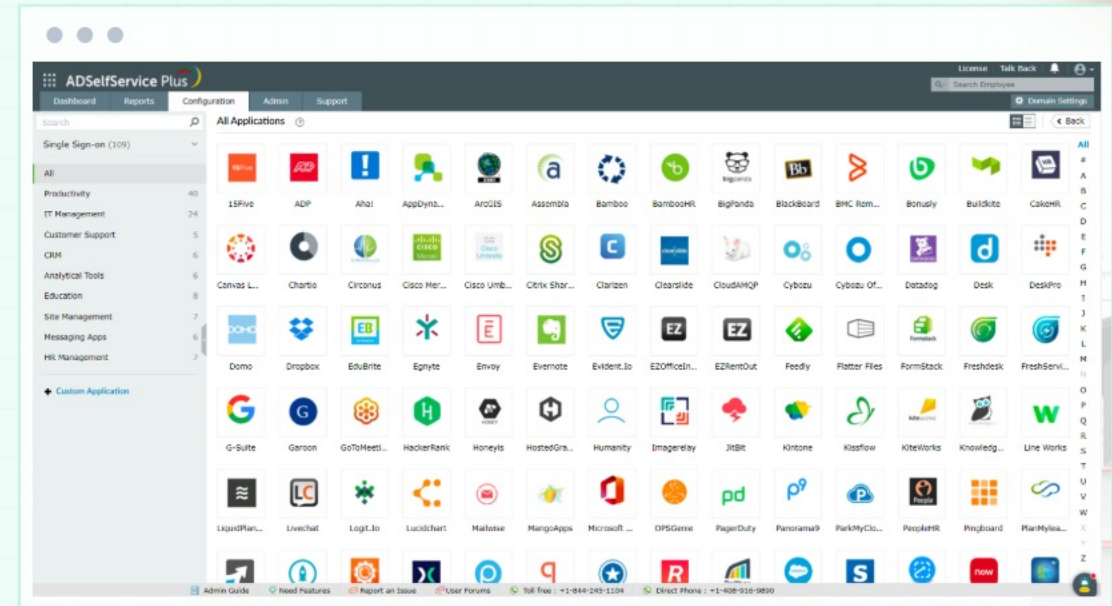 License Talk Back
ADSelfService Plus
Search Employee
Dashboard Reports Configuration Admin Support
Domain Settings
Search
All Applications
Back
Single Sign-on (109)
All
Productivity 40
IT Management 24
Customer Support 5
CRM 6
Analytical Tools 6
Education 8
Site Management 7
Messaging Apps 6
HR Management 7
Custom Application
15Five ADP Aha! AppDyna... ArcGIS Assembla Bamboo BambooHR BigPanda BlackBoard BMC Rem... Bonusly Buildkite CakeHR
Canvas L... Chartio Circonus Cisco Mer... Cisco Umb... Citrix Shar... Clarizen Clearslide CloudAMQP Cybozu Cybozu Of... Datadog Desk DeskPro
Domo Dropbox EduBrite Egnyte Envoy Evernote Evident.Io EZOfficeIn... EZRentOut Feedly Flatter Files FormStack Freshdesk FreshServi...
G-Suite Garoon GoToMeeti... HackerRank Honeyis HostedGra... Humanity Imagerelay JitBit Kintone Kissflow KiteWorks Knowledg... Line Works
LiquidPlan... Livechat Logit.Io Lucidchart Mailwise MangoApps Microsoft ... OPSGenie PagerDuty Panorama9 ParkMyClo... PeopleHR Pingboard PlanMylea...
All
#
A
B
C
D
E
F
G
H
I
J
K
L
M
N
O
P
Q
R
S
T
U
V
W
X
Y
Z
Admin Guide Need Features Report an Issue User Forums Toll free : +1-844-245-1104 Direct Phone : +1-408-916-9890